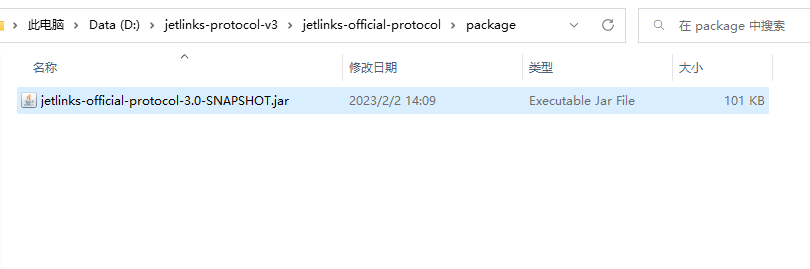 此电脑 > Data (D:) > jetlinks-protocol-v3 > jetlinks-official-protocol > package 在 package 中搜索
名称 修改日期 类型 大小
jetlinks-official-protocol-3.0-SNAPSHOT.jar 2023/2/2 14:09 Executable Jar File 101 KB